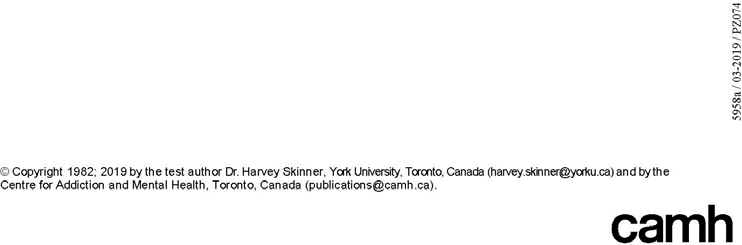 5958a / 03-2019 / PZ074
© Copyright 1982; 2019 by the test author Dr. Harvey Skinner, York University, Toronto, Canada (harvey.skinner@yorku.ca) and by the
Centre for Addiction and Mental Health, Toronto, Canada (publications@camh.ca).
camh